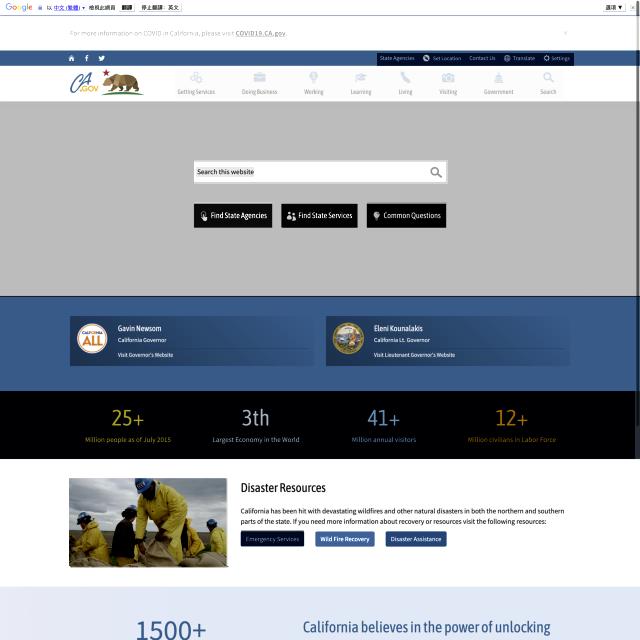 Google 以 中文 (繁體) ▾ 檢視此網頁 翻譯 停止翻譯: 英文 選項 ▼ ×
For more information on COVID in California, please visit COVID19.CA.gov.
State Agencies Set Location Contact Us Translate Settings
CA.GOV
Getting Services Doing Business Working Learning Living Visiting Government Search
Search this website
Find State Agencies Find State Services Common Questions
CALIFORNIA
ALL
Gavin Newsom
California Governor
Visit Governor's Website
Eleni Kounalakis
California Lt. Governor
Visit Lieutenant Governor's Website
25+ 3th 41+ 12+
Million people as of July 2015 Largest Economy in the World Million annual visitors Million civilians in Labor Force
Disaster Resources
California has been hit with devastating wildfires and other natural disasters in both the northern and southern
parts of the state. If you need more information about recovery or resources visit the following resources:
Emergency Services Wild Fire Recovery Disaster Assistance
1500+
California believes in the power of unlocking